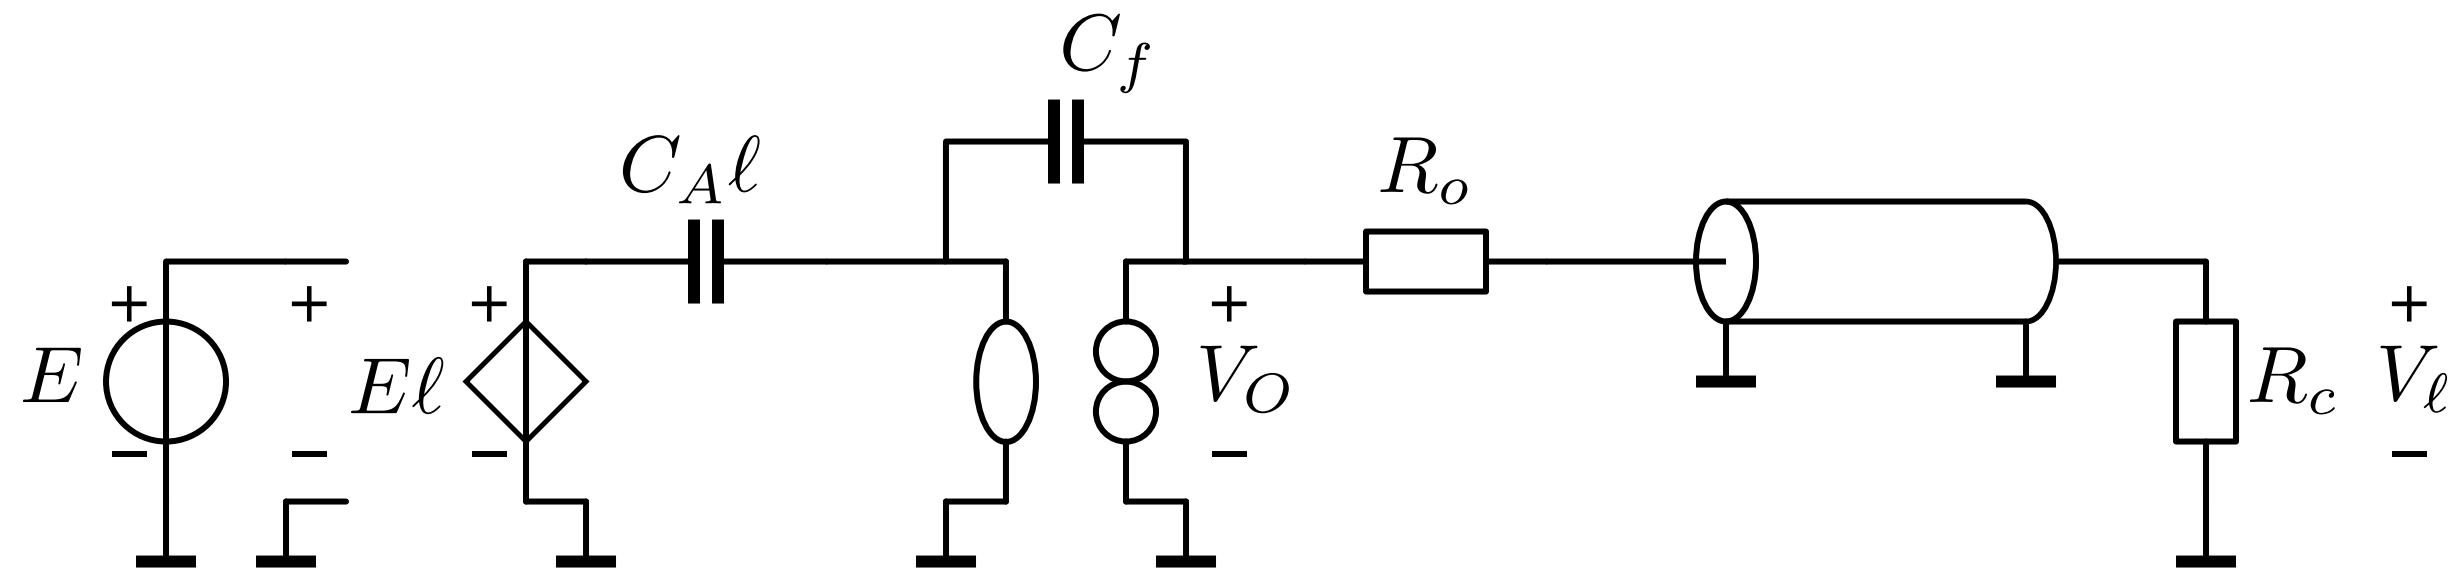 C_f
C_Aℓ
R_o
+ + + + +
E Eℓ V_O R_c V_ℓ
− − − − −